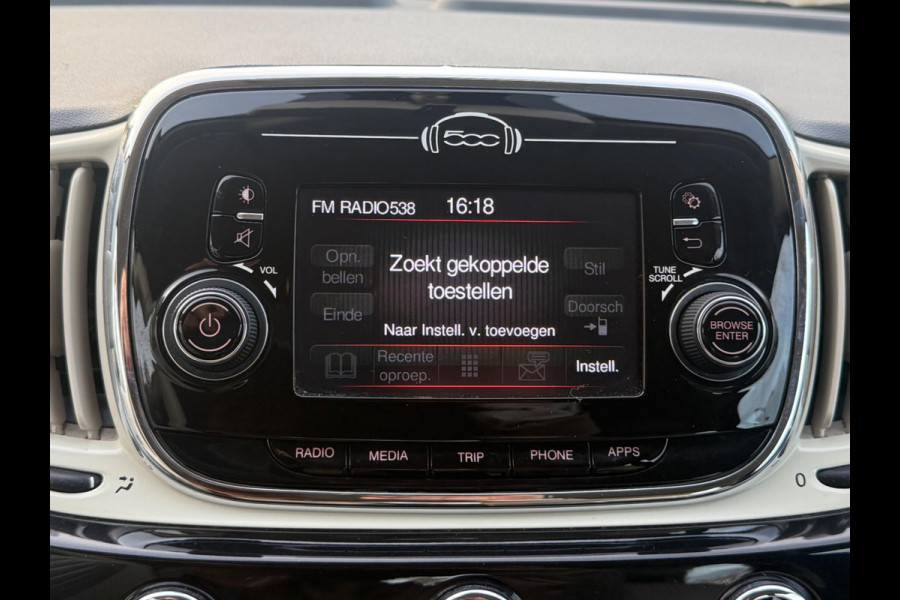 500
FM RADIO538 16:18
Opn.
bellen
Zoekt gekoppelde
toestellen
Stil
Einde
Doorsch
Naar Instell. v. toevoegen
Recente
oproep.
Instell.
VOL
TUNE
SCROLL
BROWSE
ENTER
RADIO MEDIA TRIP PHONE APPS
0